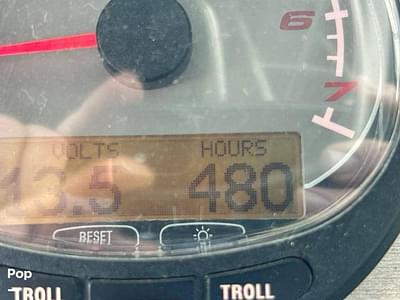 6
7
VOLTS HOURS
13.5 480
RESET
Pop
TROLL TROLL